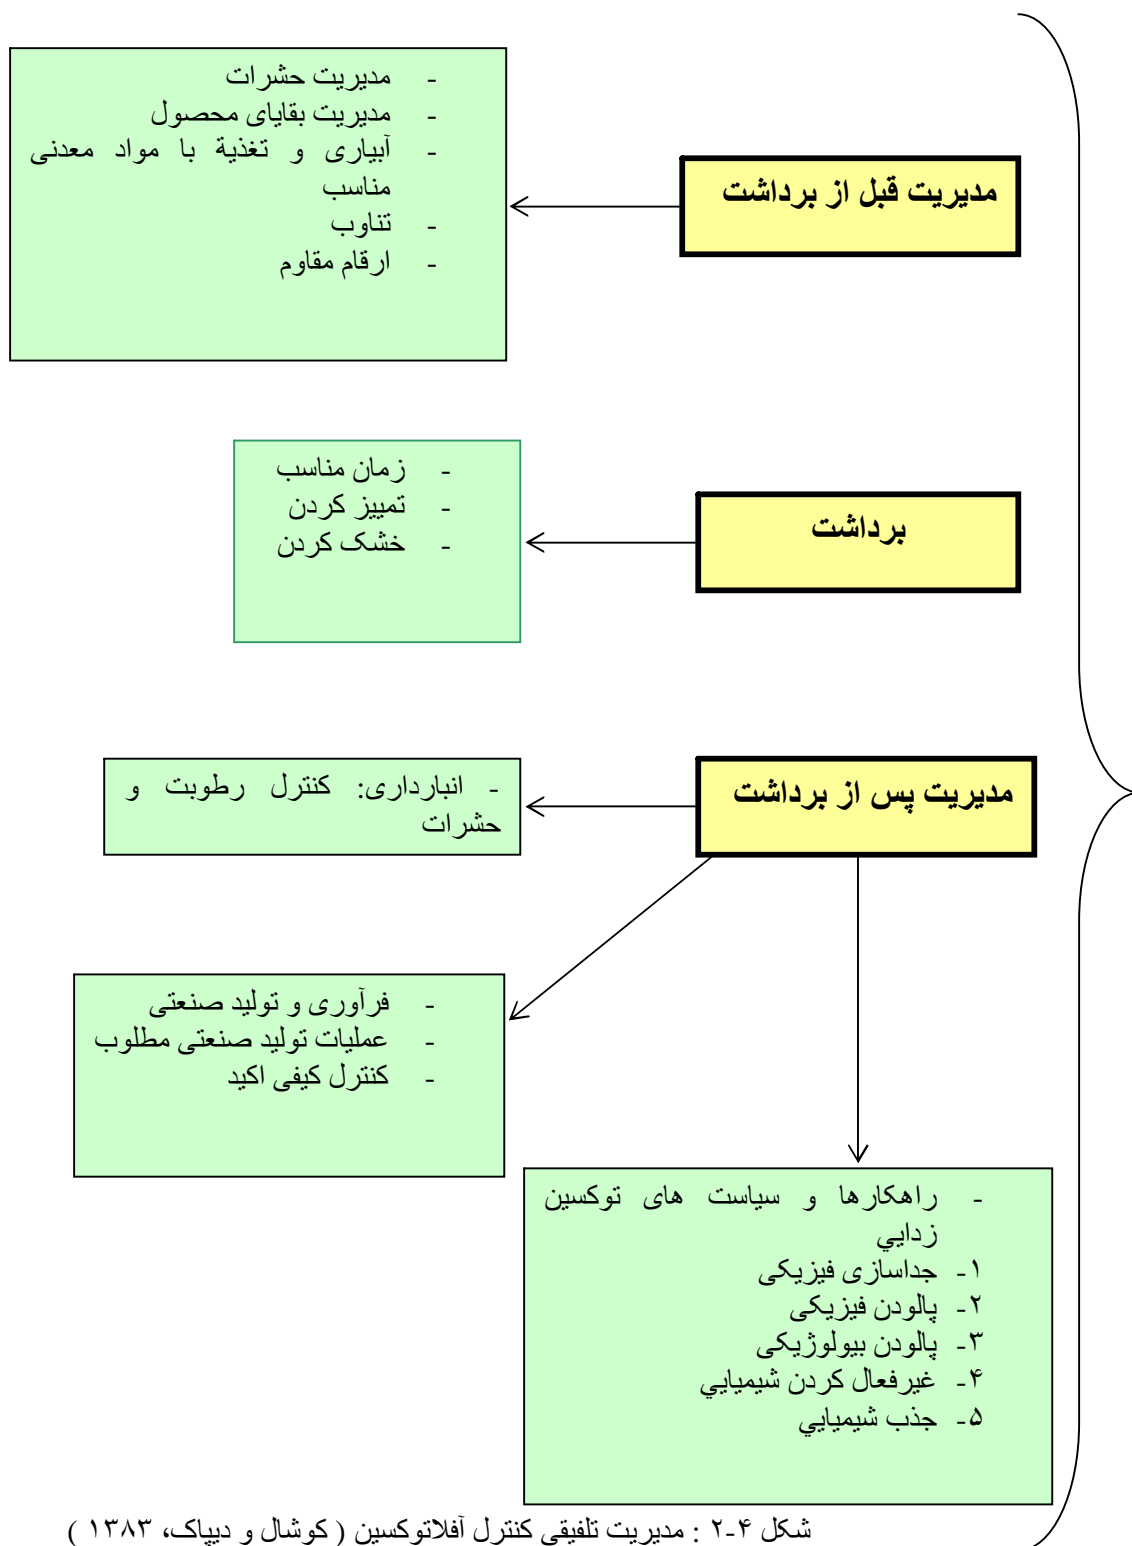 مدیریت قبل از برداشت
- مدیریت حشرات
- مدیریت بقایای محصول
- آبیاری و تغذیة با مواد معدنی
مناسب
- تناوب
- ارقام مقاوم
برداشت
- زمان مناسب
- تمییز کردن
- خشک کردن
مدیریت پس از برداشت
- انبارداری: کنترل رطوبت و
حشرات
- فرآوری و تولید صنعتی
- عملیات تولید صنعتی مطلوب
- کنترل کیفی اکید
- راهکارها و سیاست های توکسین
زدايي
۱- جداسازی فیزیکی
۲- پالودن فیزیکی
۳- پالودن بیولوژیکی
۴- غیرفعال کردن شیمیايي
۵- جذب شیمیايي
شکل ۴-۲ : مدیریت تلفیقی کنترل آفلاتوکسین ( کوشال و دیپاک، ۱۳۸۳ )